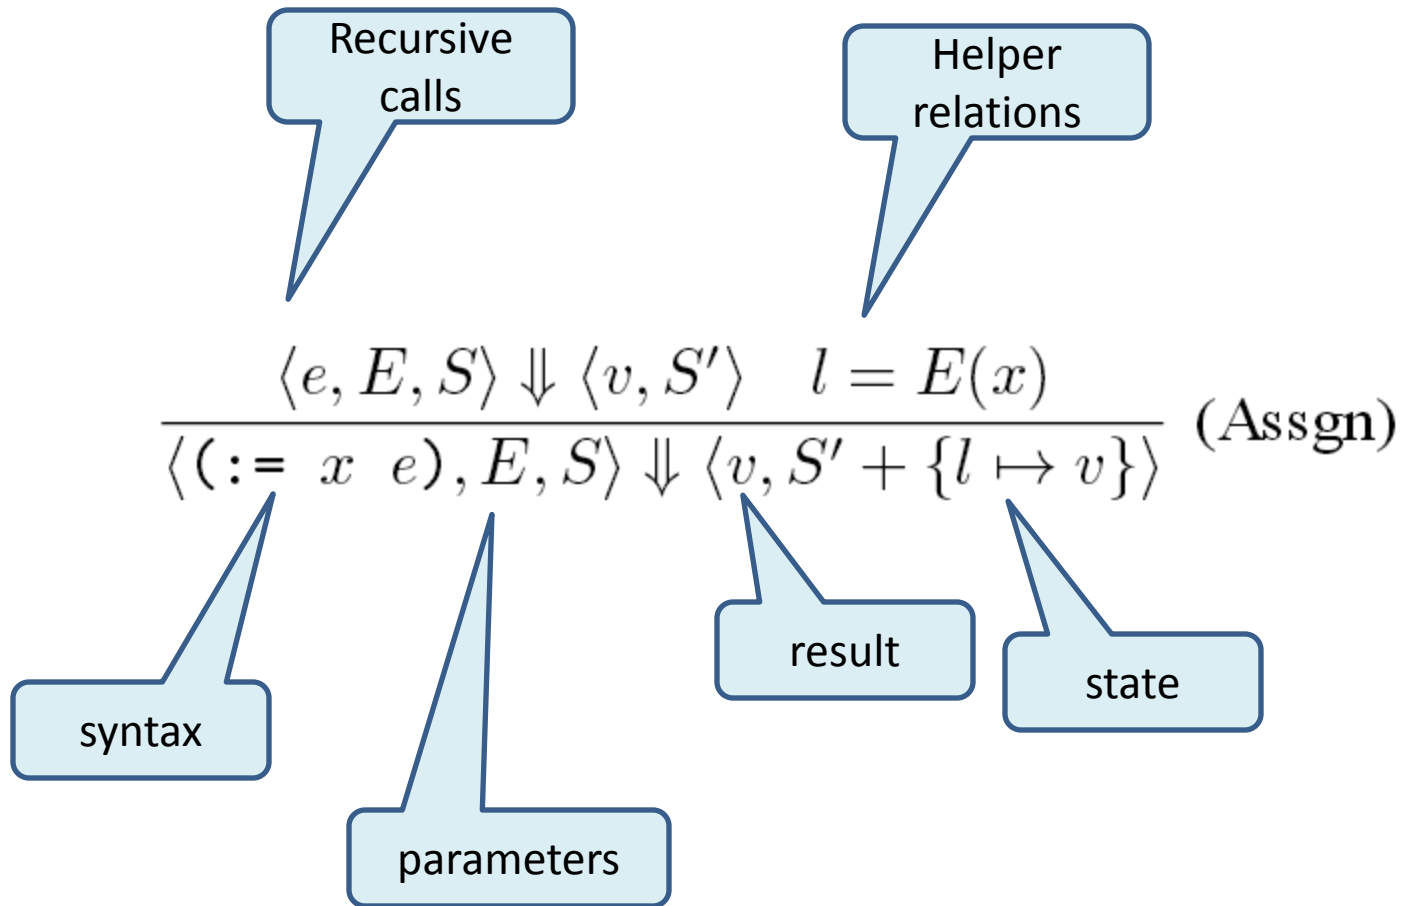 Recursive
calls
Helper
relations
⟨e, E, S⟩ ⇓ ⟨v, S′⟩ l = E(x)
⟨(:= x e), E, S⟩ ⇓ ⟨v, S′ + {l ↦ v}⟩ (Assgn)
result
state
syntax
parameters